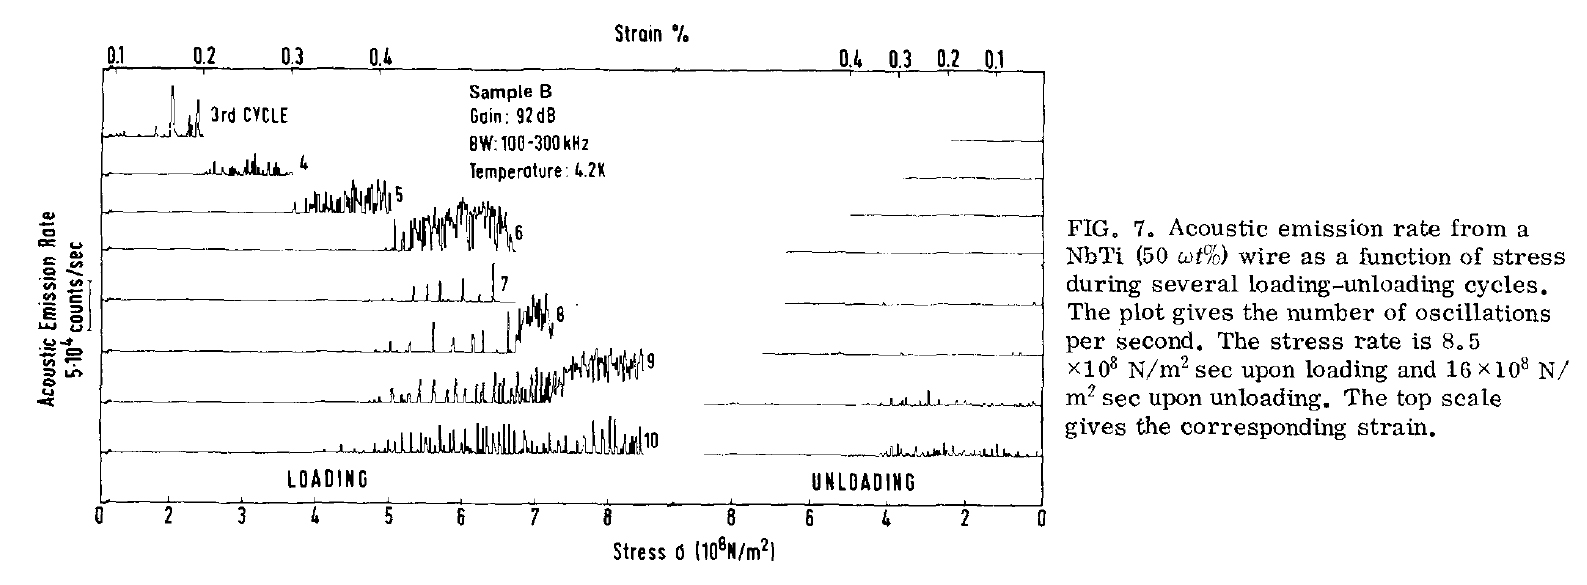 Strain %
0.1 0.2 0.3 0.4 0.4 0.3 0.2 0.1
Sample B
Gain: 92dB
BW: 100-300kHz
Temperature: 4.2K
3rd CYCLE
4
5
6
7
8
9
10
Acoustic Emission Rate
5·10⁴ counts/sec
LOADING UNLOADING
0 2 3 4 5 6 7 8 8 6 4 2 0
Stress σ (10⁸N/m²)
FIG. 7. Acoustic emission rate from a
NbTi (50 wt%) wire as a function of stress
during several loading-unloading cycles.
The plot gives the number of oscillations
per second. The stress rate is 8.5
×10⁸ N/m² sec upon loading and 16×10⁸ N/
m² sec upon unloading. The top scale
gives the corresponding strain.